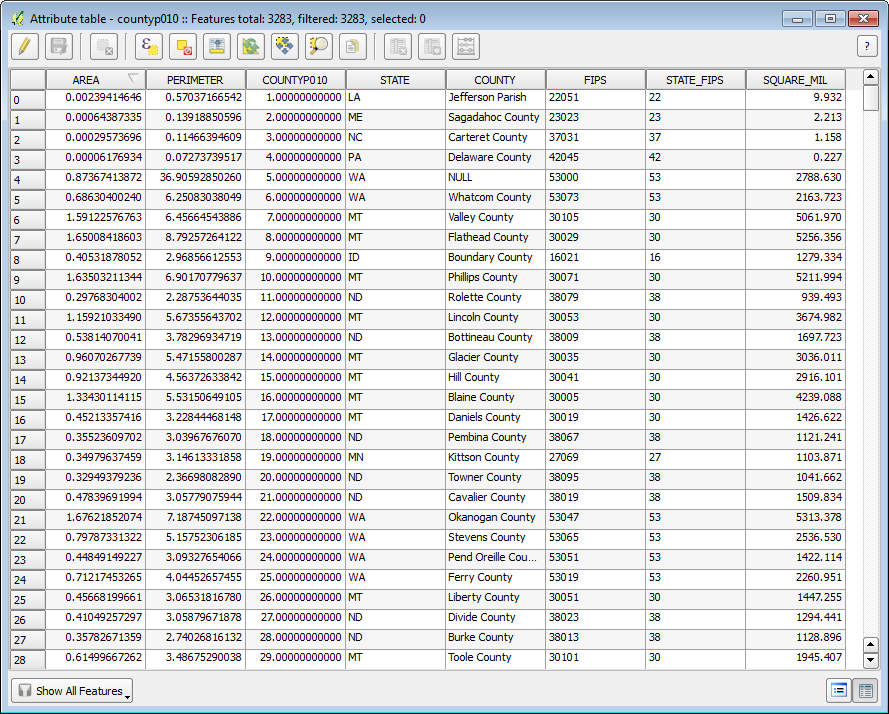 Attribute table - countyp010 :: Features total: 3283, filtered: 3283, selected: 0
?
AREA PERIMETER COUNTYP010 STATE COUNTY FIPS STATE_FIPS SQUARE_MIL
0 0.00239414646 0.57037166542 1.00000000000 LA Jefferson Parish 22051 22 9.932
1 0.00064387335 0.13918850596 2.00000000000 ME Sagadahoc County 23023 23 2.213
2 0.00029573696 0.11466394609 3.00000000000 NC Carteret County 37031 37 1.158
3 0.00006176934 0.07273739517 4.00000000000 PA Delaware County 42045 42 0.227
4 0.87367413872 36.90592850260 5.00000000000 WA NULL 53000 53 2788.630
5 0.68630400240 6.25083038049 6.00000000000 WA Whatcom County 53073 53 2163.723
6 1.59122576763 6.45664543886 7.00000000000 MT Valley County 30105 30 5061.970
7 1.65008418603 8.79257264122 8.00000000000 MT Flathead County 30029 30 5256.356
8 0.40531878052 2.96856612553 9.00000000000 ID Boundary County 16021 16 1279.334
9 1.63503211344 6.90170779637 10.00000000000 MT Phillips County 30071 30 5211.994
10 0.29768304002 2.28753644035 11.00000000000 ND Rolette County 38079 38 939.493
11 1.15921033490 5.67355643702 12.00000000000 MT Lincoln County 30053 30 3674.982
12 0.53814070041 3.78296934719 13.00000000000 ND Bottineau County 38009 38 1697.723
13 0.96070267739 5.47155800287 14.00000000000 MT Glacier County 30035 30 3036.011
14 0.92137344920 4.56372633842 15.00000000000 MT Hill County 30041 30 2916.101
15 1.33430114115 5.53150649105 16.00000000000 MT Blaine County 30005 30 4239.088
16 0.45213357416 3.22844468148 17.00000000000 MT Daniels County 30019 30 1426.622
17 0.35523609702 3.03967676070 18.00000000000 ND Pembina County 38067 38 1121.241
18 0.34979637459 3.14613331858 19.00000000000 MN Kittson County 27069 27 1103.871
19 0.32949379236 2.36698082890 20.00000000000 ND Towner County 38095 38 1041.662
20 0.47839691994 3.05779075944 21.00000000000 ND Cavalier County 38019 38 1509.834
21 1.67621852074 7.18745097138 22.00000000000 WA Okanogan County 53047 53 5313.378
22 0.79787331322 5.15752306185 23.00000000000 WA Stevens County 53065 53 2536.530
23 0.44849149227 3.09327654066 24.00000000000 WA Pend Oreille Cou... 53051 53 1422.114
24 0.71217453265 4.04452657455 25.00000000000 WA Ferry County 53019 53 2260.951
25 0.45668199661 3.06531816780 26.00000000000 MT Liberty County 30051 30 1447.255
26 0.41049257297 3.05879671878 27.00000000000 ND Divide County 38023 38 1294.441
27 0.35782671359 2.74026816132 28.00000000000 ND Burke County 38013 38 1128.896
28 0.61499667262 3.48675290038 29.00000000000 MT Toole County 30101 30 1945.407
Show All Features